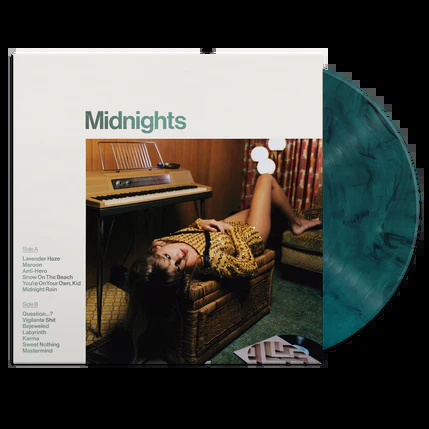 Midnights
Side A
Lavender Haze
Maroon
Anti-Hero
Snow On The Beach
You're On Your Own, Kid
Midnight Rain
Side B
Question...?
Vigilante Shit
Bejeweled
Labyrinth
Karma
Sweet Nothing
Mastermind